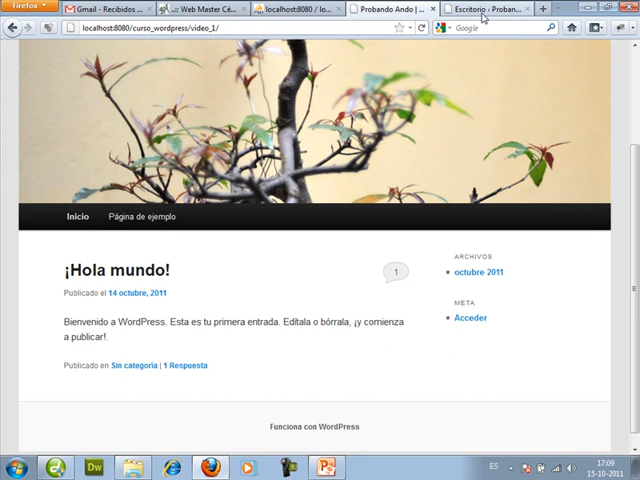 Firefox
Gmail - Recibidos ...
..:: Web Master Cé...
localhost:8080 / lo...
Probando Ando | ...
Escritorio ‹ Proban...
localhost:8080/curso_wordpress/video_1/
Google
Inicio
Página de ejemplo
¡Hola mundo!
1
Publicado el 14 octubre, 2011
Bienvenido a WordPress. Esta es tu primera entrada. Edítala o bórrala, ¡y comienza
a publicar!.
Publicado en Sin categoría | 1 Respuesta
ARCHIVOS
octubre 2011
META
Acceder
Funciona con WordPress
Dw
ES
17:09
15-10-2011